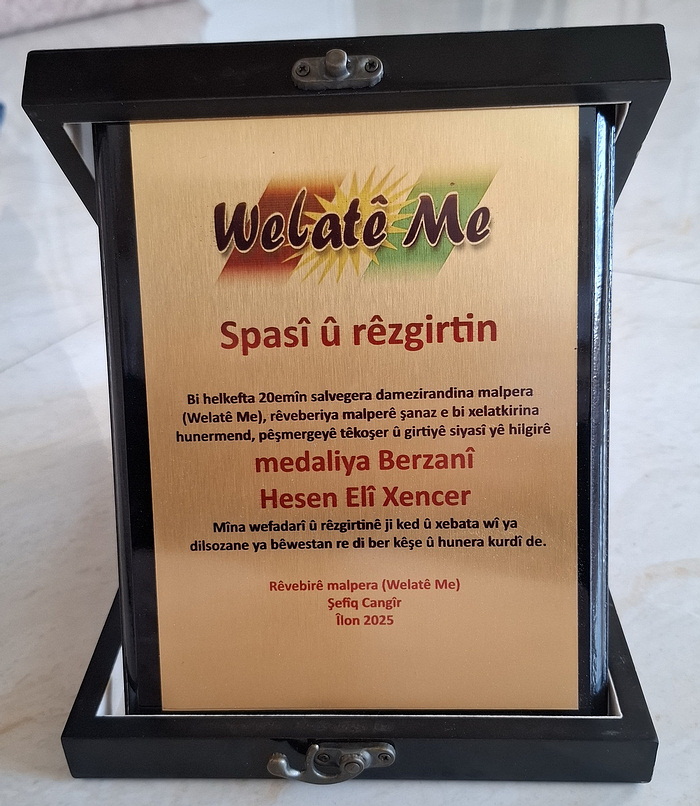 Welatê Me
Spasî û rêzgirtin
Bi helkefta 20emîn salvegera damezirandina malpera
(Welatê Me), rêveberiya malperê şanaz e bi xelatkirina
hunermend, pêşmergeyê têkoşer û girtiyê siyasî yê hilgirê
medaliya Berzanî
Hesen Elî Xencer
Mîna wefadarî û rêzgirtinê ji ked û xebata wî ya
dilsozane ya bêwestan re di ber kêşe û hunera kurdî de.
Rêvebirê malpera (Welatê Me)
Şefiq Cangîr
Îlon 2025